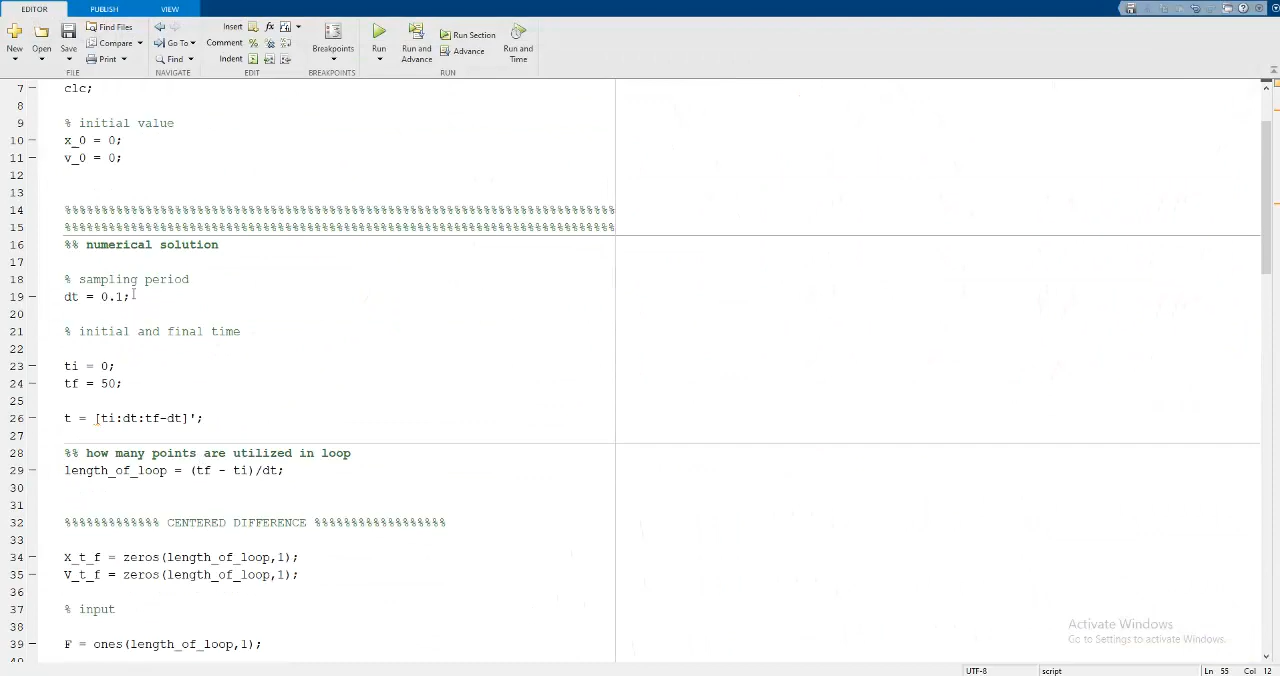 EDITOR PUBLISH VIEW
New Open Save
Find Files
Compare
Print
FILE
Go To
Find
NAVIGATE
Insert fx
Comment
Indent
EDIT
Breakpoints
BREAKPOINTS
Run
Run and Advance
Run Section
Advance
Run and Time
RUN
7 clc;
8
9 % initial value
10 x_0 = 0;
11 v_0 = 0;
12
13
14 %%%%%%%%%%%%%%%%%%%%%%%%%%%%%%%%%%%%%%%%%%%%%%%%%%%%%%%%%%%%%%%%%%%%%%%%%%%
15 %%%%%%%%%%%%%%%%%%%%%%%%%%%%%%%%%%%%%%%%%%%%%%%%%%%%%%%%%%%%%%%%%%%%%%%%%%%
16 %% numerical solution
17
18 % sampling period
19 dt = 0.1;
20
21 % initial and final time
22
23 ti = 0;
24 tf = 50;
25
26 t = [ti:dt:tf-dt]';
27
28 %% how many points are utilized in loop
29 length_of_loop = (tf - ti)/dt;
30
31
32 %%%%%%%%%%%%% CENTERED DIFFERENCE %%%%%%%%%%%%%%%%%%
33
34 X_t_f = zeros(length_of_loop,1);
35 V_t_f = zeros(length_of_loop,1);
36
37 % input
38
39 F = ones(length_of_loop,1);
40
Activate Windows
Go to Settings to activate Windows.
UTF-8 script Ln 55 Col 12